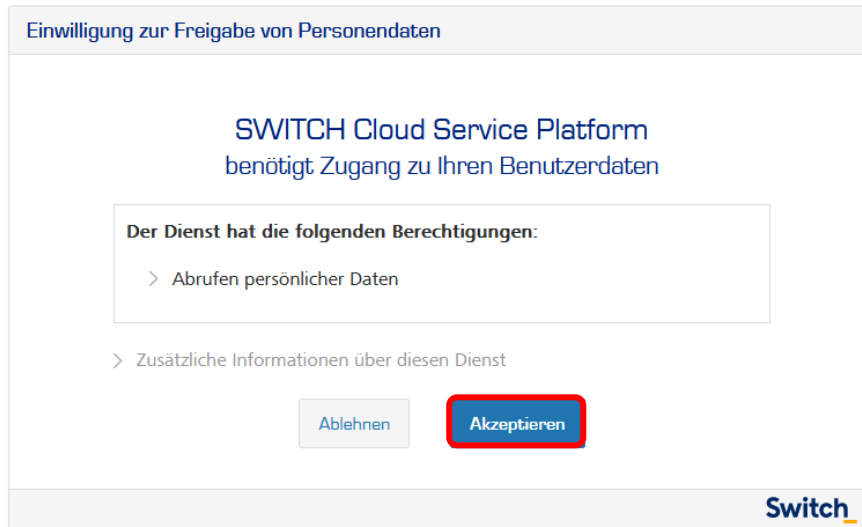 Einwilligung zur Freigabe von Personendaten
SWITCH Cloud Service Platform
benötigt Zugang zu Ihren Benutzerdaten
Der Dienst hat die folgenden Berechtigungen:
Abrufen persönlicher Daten
Zusätzliche Informationen über diesen Dienst
Ablehnen
Akzeptieren
Switch_